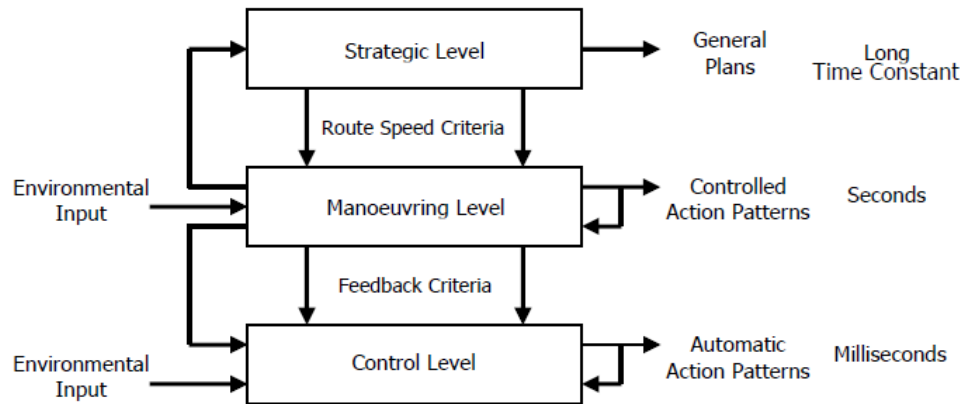 Strategic Level
General
Plans
Long
Time Constant
Route Speed Criteria
Environmental
Input
Manoeuvring Level
Controlled
Action Patterns
Seconds
Feedback Criteria
Environmental
Input
Control Level
Automatic
Action Patterns
Milliseconds